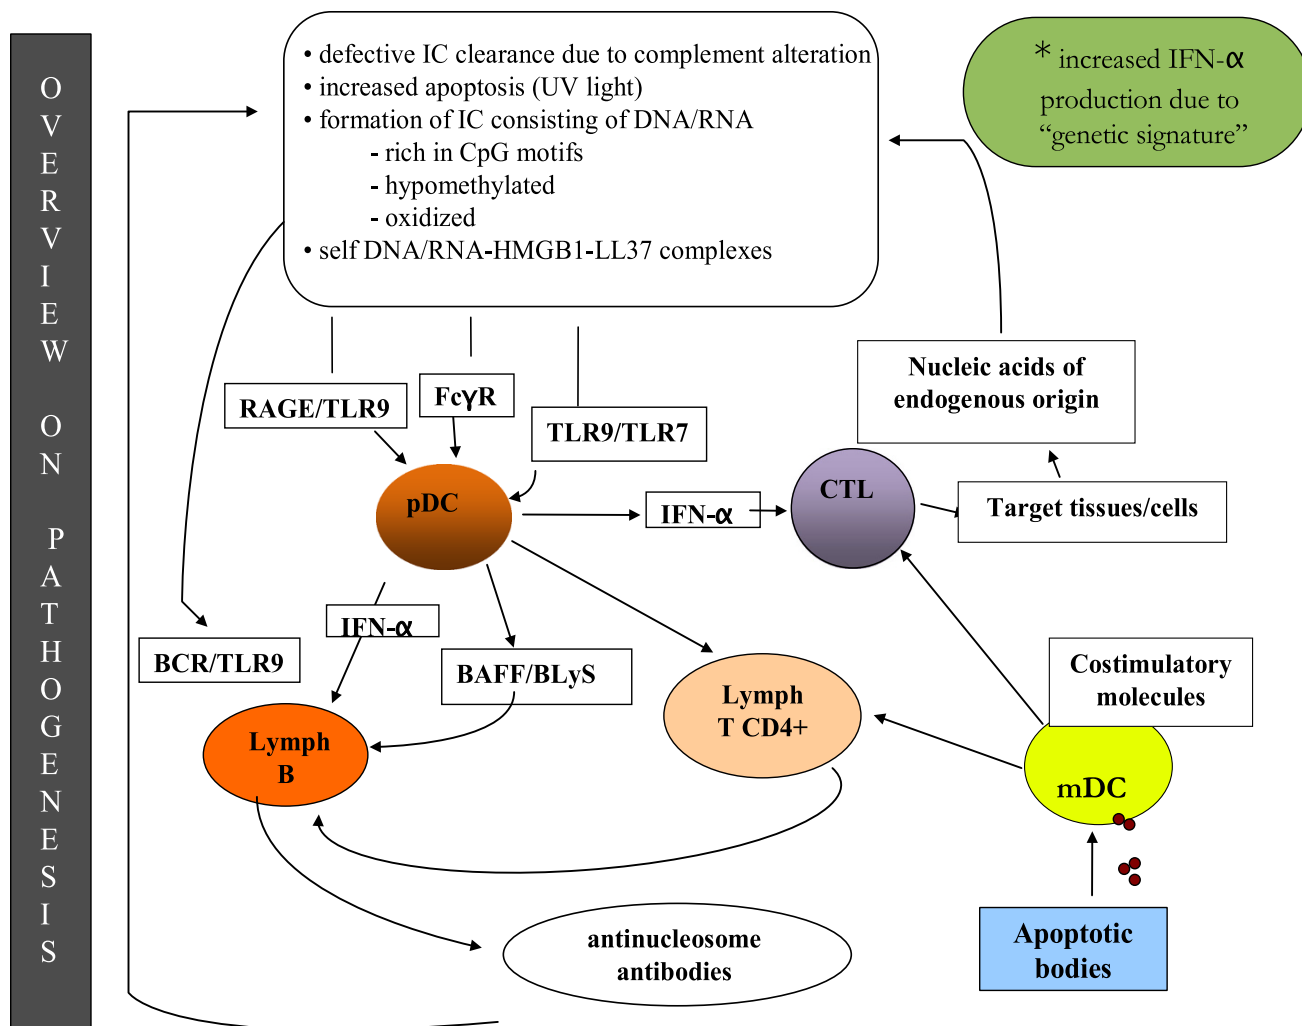 OVERVIEW ON PATHOGENESIS
• defective IC clearance due to complement alteration
• increased apoptosis (UV light)
• formation of IC consisting of DNA/RNA
- rich in CpG motifs
- hypomethylated
- oxidized
• self DNA/RNA-HMGB1-LL37 complexes
* increased IFN-α
production due to
“genetic signature”
Nucleic acids of
endogenous origin
RAGE/TLR9
FcγR
TLR9/TLR7
pDC
IFN-α
CTL
Target tissues/cells
IFN-α
BCR/TLR9
BAFF/BLyS
Costimulatory
molecules
Lymph
T CD4+
Lymph
B
mDC
antinucleosome
antibodies
Apoptotic
bodies